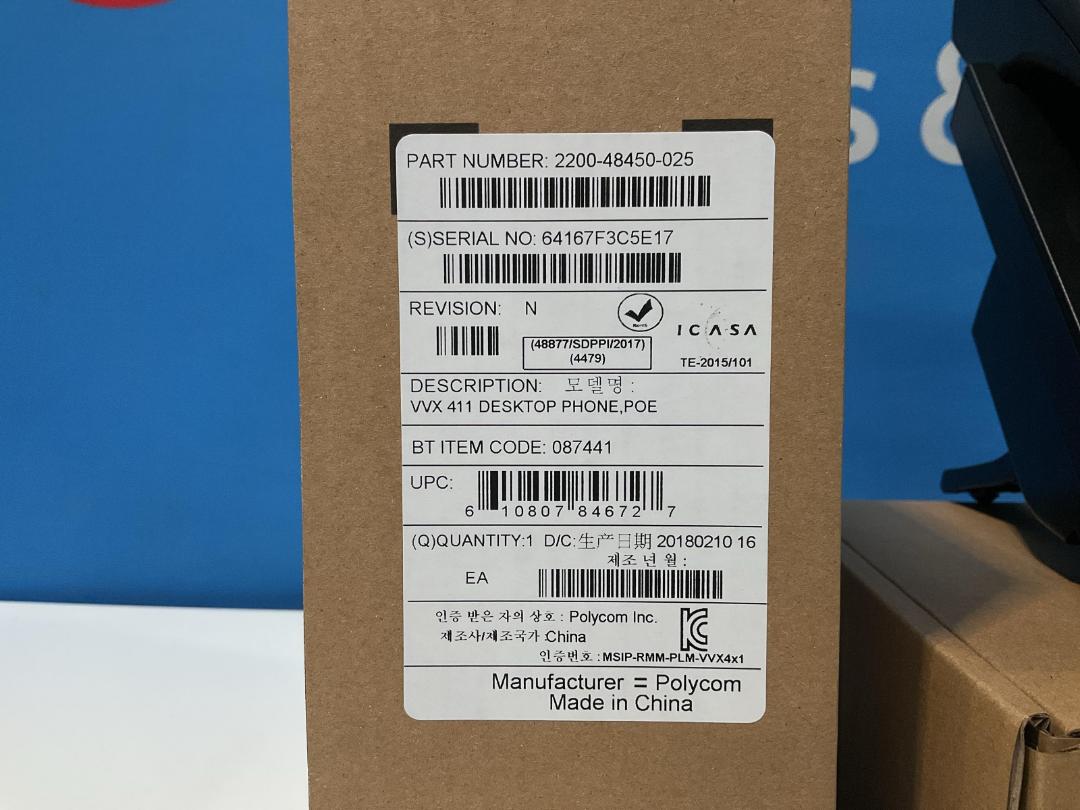 PART NUMBER: 2200-48450-025
(S)SERIAL NO: 64167F3C5E17
REVISION: N
RoHS
ICASA
(48877/SDPPI/2017)
(4479)
TE-2015/101
DESCRIPTION: 모델명 :
VVX 411 DESKTOP PHONE,POE
BT ITEM CODE: 087441
UPC:
6 10807 84672 7
(Q)QUANTITY:1 D/C:生产日期 20180210 16
제조 년 월 :
EA
인증 받은 자의 상호 : Polycom Inc.
제조사/제조국가 :China
인증번호 : MSIP-RMM-PLM-VVX4x1
Manufacturer = Polycom
Made in China
s &